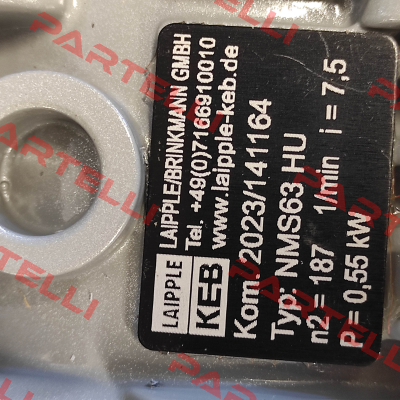 LAIPPLE/BRINKMANN GMBH
Tel. +49(0)7166910010
www.laipple-keb.de
LAIPPLE
KEB
Kom. 2023/141164
Typ: NMS63 HU
n2 = 187 1/min i = 7,5
P = 0,55 kW
PARTELLI
PARTELLI
PARTELLI
PARTELLI
PARTELLI